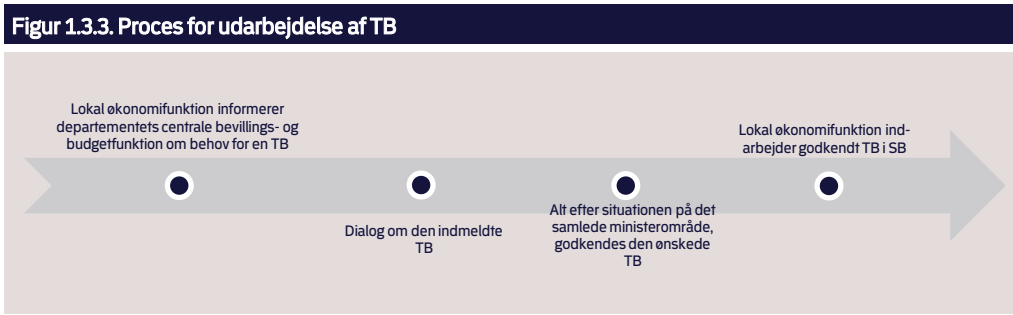 Figur 1.3.3. Proces for udarbejdelse af TB
Lokal økonomifunktion informerer
departementets centrale bevillings- og
budgetfunktion om behov for en TB
Dialog om den indmeldte
TB
Alt efter situationen på det
samlede ministerområde,
godkendes den ønskede
TB
Lokal økonomifunktion ind-
arbejder godkendt TB i SB